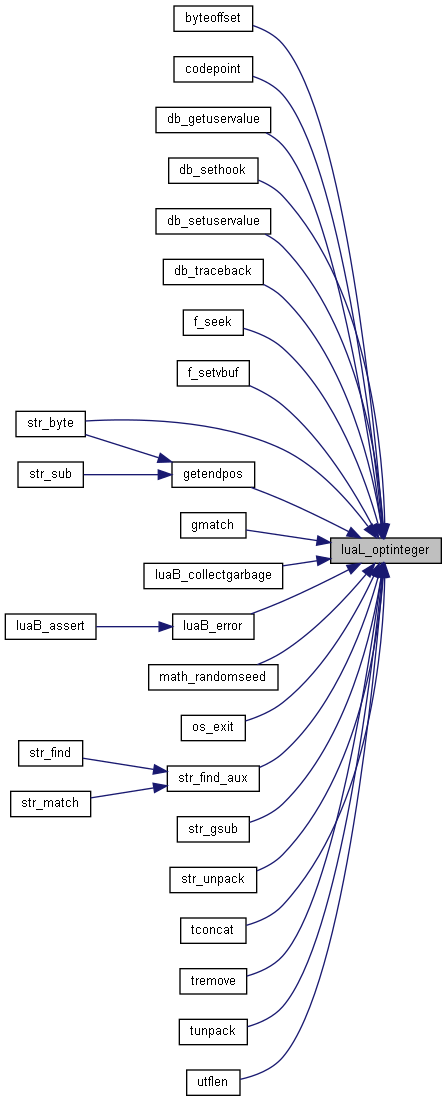 byteoffset
codepoint
db_getuservalue
db_sethook
db_setuservalue
db_traceback
f_seek
f_setvbuf
str_byte
str_sub
getendpos
gmatch
luaL_optinteger
luaB_collectgarbage
luaB_assert
luaB_error
math_randomseed
os_exit
str_find
str_find_aux
str_match
str_gsub
str_unpack
tconcat
tremove
tunpack
utflen